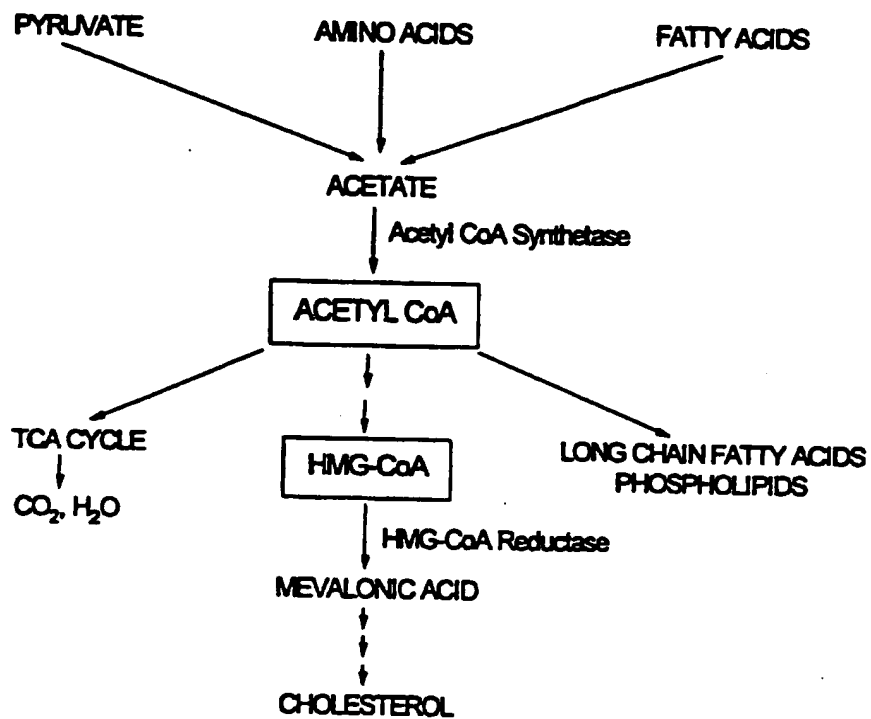 PYRUVATE
AMINO ACIDS
FATTY ACIDS
ACETATE
Acetyl CoA Synthetase
ACETYL CoA
TCA CYCLE
CO₂, H₂O
HMG-CoA
LONG CHAIN FATTY ACIDS
PHOSPHOLIPIDS
HMG-CoA Reductase
MEVALONIC ACID
CHOLESTEROL